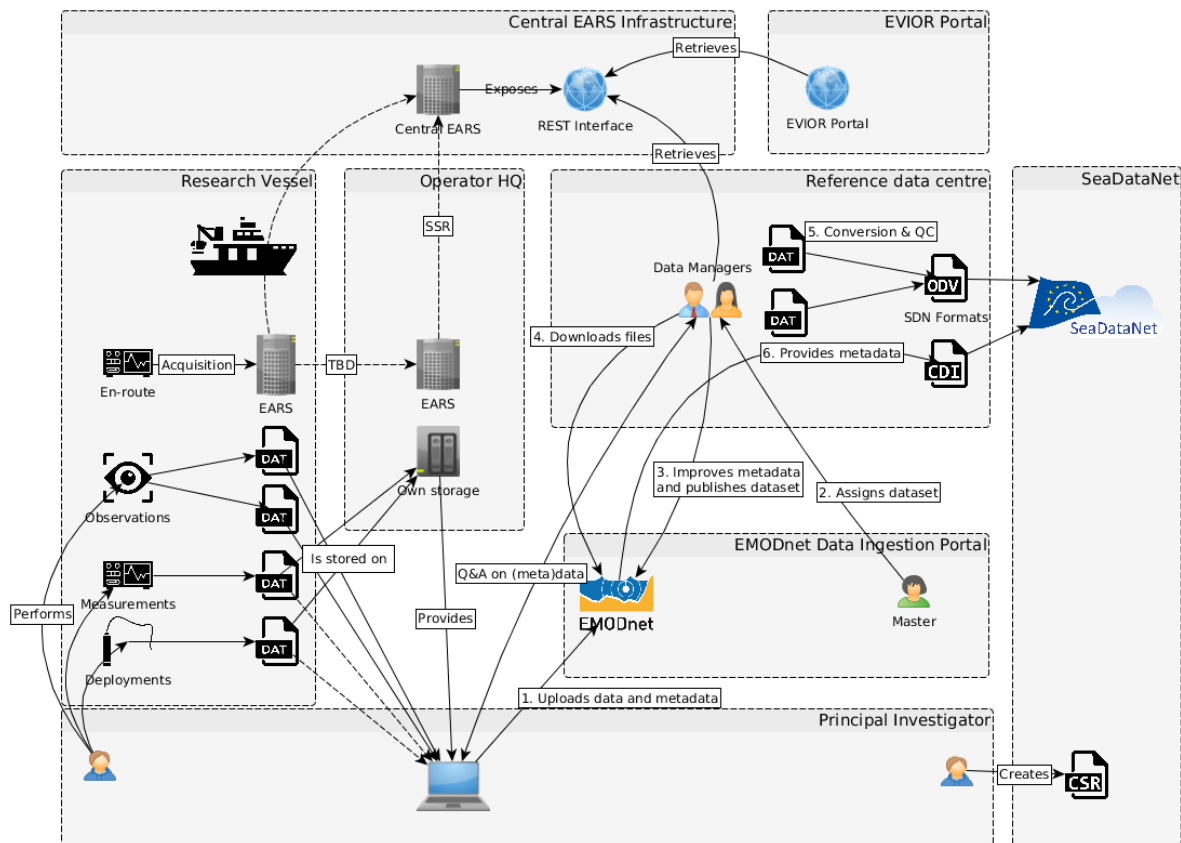 Central EARS Infrastructure
EVIOR Portal
Retrieves
Exposes
Central EARS
REST Interface
EVIOR Portal
Retrieves
Research Vessel
Operator HQ
Reference data centre
SeaDataNet
SSR
5. Conversion & QC
DAT
Data Managers
ODV
DAT
SDN Formats
SeaDataNet
4. Downloads files
6. Provides metadata
Acquisition
TBD
CDI
En-route
EARS
EARS
DAT
3. Improves metadata
and publishes dataset
Own storage
2. Assigns dataset
DAT
Observations
Is stored on
EMODnet Data Ingestion Portal
Q&A on (meta)data
DAT
Measurements
Performs
Provides
EMODnet
Master
DAT
Deployments
1. Uploads data and metadata
Principal Investigator
Creates
CSR